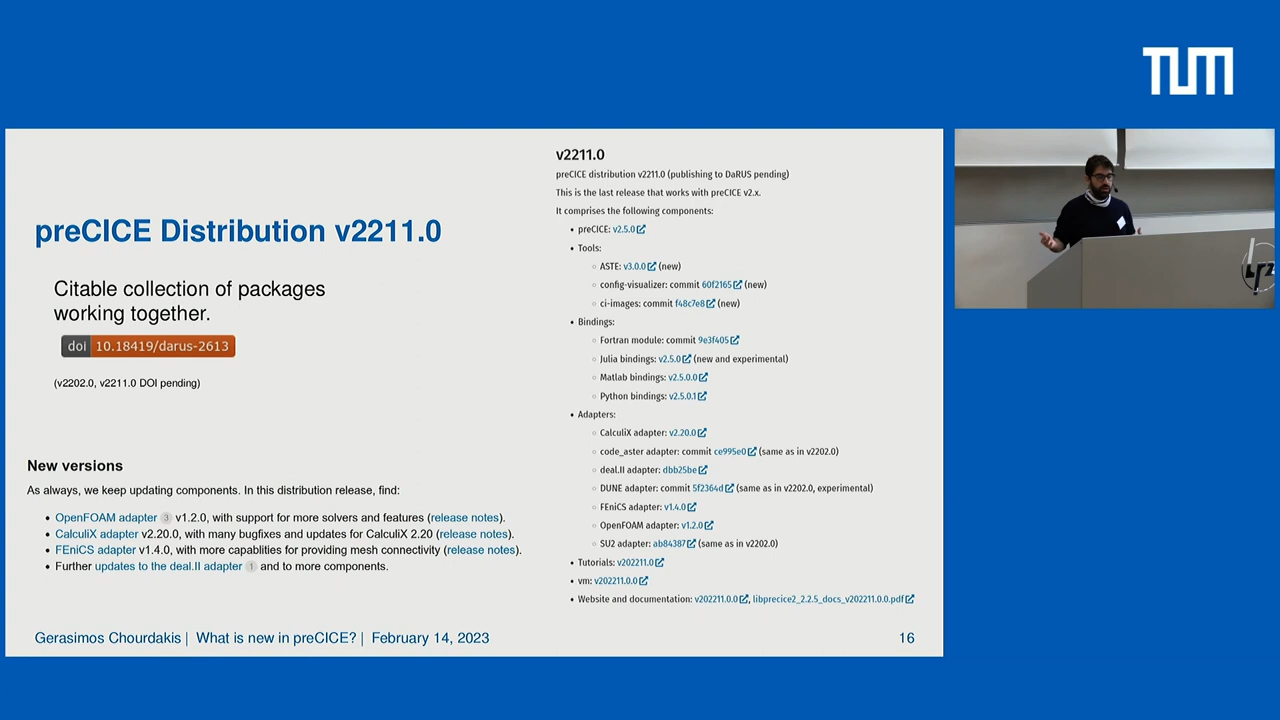 TUM
preCICE Distribution v2211.0
Citable collection of packages
working together.
doi 10.18419/darus-2613
(v2202.0, v2211.0 DOI pending)
New versions
As always, we keep updating components. In this distribution release, find:
• OpenFOAM adapter 3 v1.2.0, with support for more solvers and features (release notes).
• CalculiX adapter v2.20.0, with many bugfixes and updates for CalculiX 2.20 (release notes).
• FEniCS adapter v1.4.0, with more capablities for providing mesh connectivity (release notes).
• Further updates to the deal.II adapter 1 and to more components.
v2211.0
preCICE distribution v2211.0 (publishing to DaRUS pending)
This is the last release that works with preCICE v2.x.
It comprises the following components:
• preCICE: v2.5.0
• Tools:
◦ ASTE: v3.0.0 (new)
◦ config-visualizer: commit 60f2165 (new)
◦ ci-images: commit f48c7e8 (new)
• Bindings:
◦ Fortran module: commit 9e3f405
◦ Julia bindings: v2.5.0 (new and experimental)
◦ Matlab bindings: v2.5.0.0
◦ Python bindings: v2.5.0.1
• Adapters:
◦ CalculiX adapter: v2.20.0
◦ code_aster adapter: commit ce995e0 (same as in v2202.0)
◦ deal.II adapter: dbb25be
◦ DUNE adapter: commit 5f2364d (same as in v2202.0, experimental)
◦ FEniCS adapter: v1.4.0
◦ OpenFOAM adapter: v1.2.0
◦ SU2 adapter: ab84387 (same as in v2202.0)
• Tutorials: v202211.0
• vm: v202211.0.0
• Website and documentation: v202211.0.0, libprecice2_2.2.5_docs_v202211.0.0.pdf
Gerasimos Chourdakis | What is new in preCICE? | February 14, 2023
16
lrz